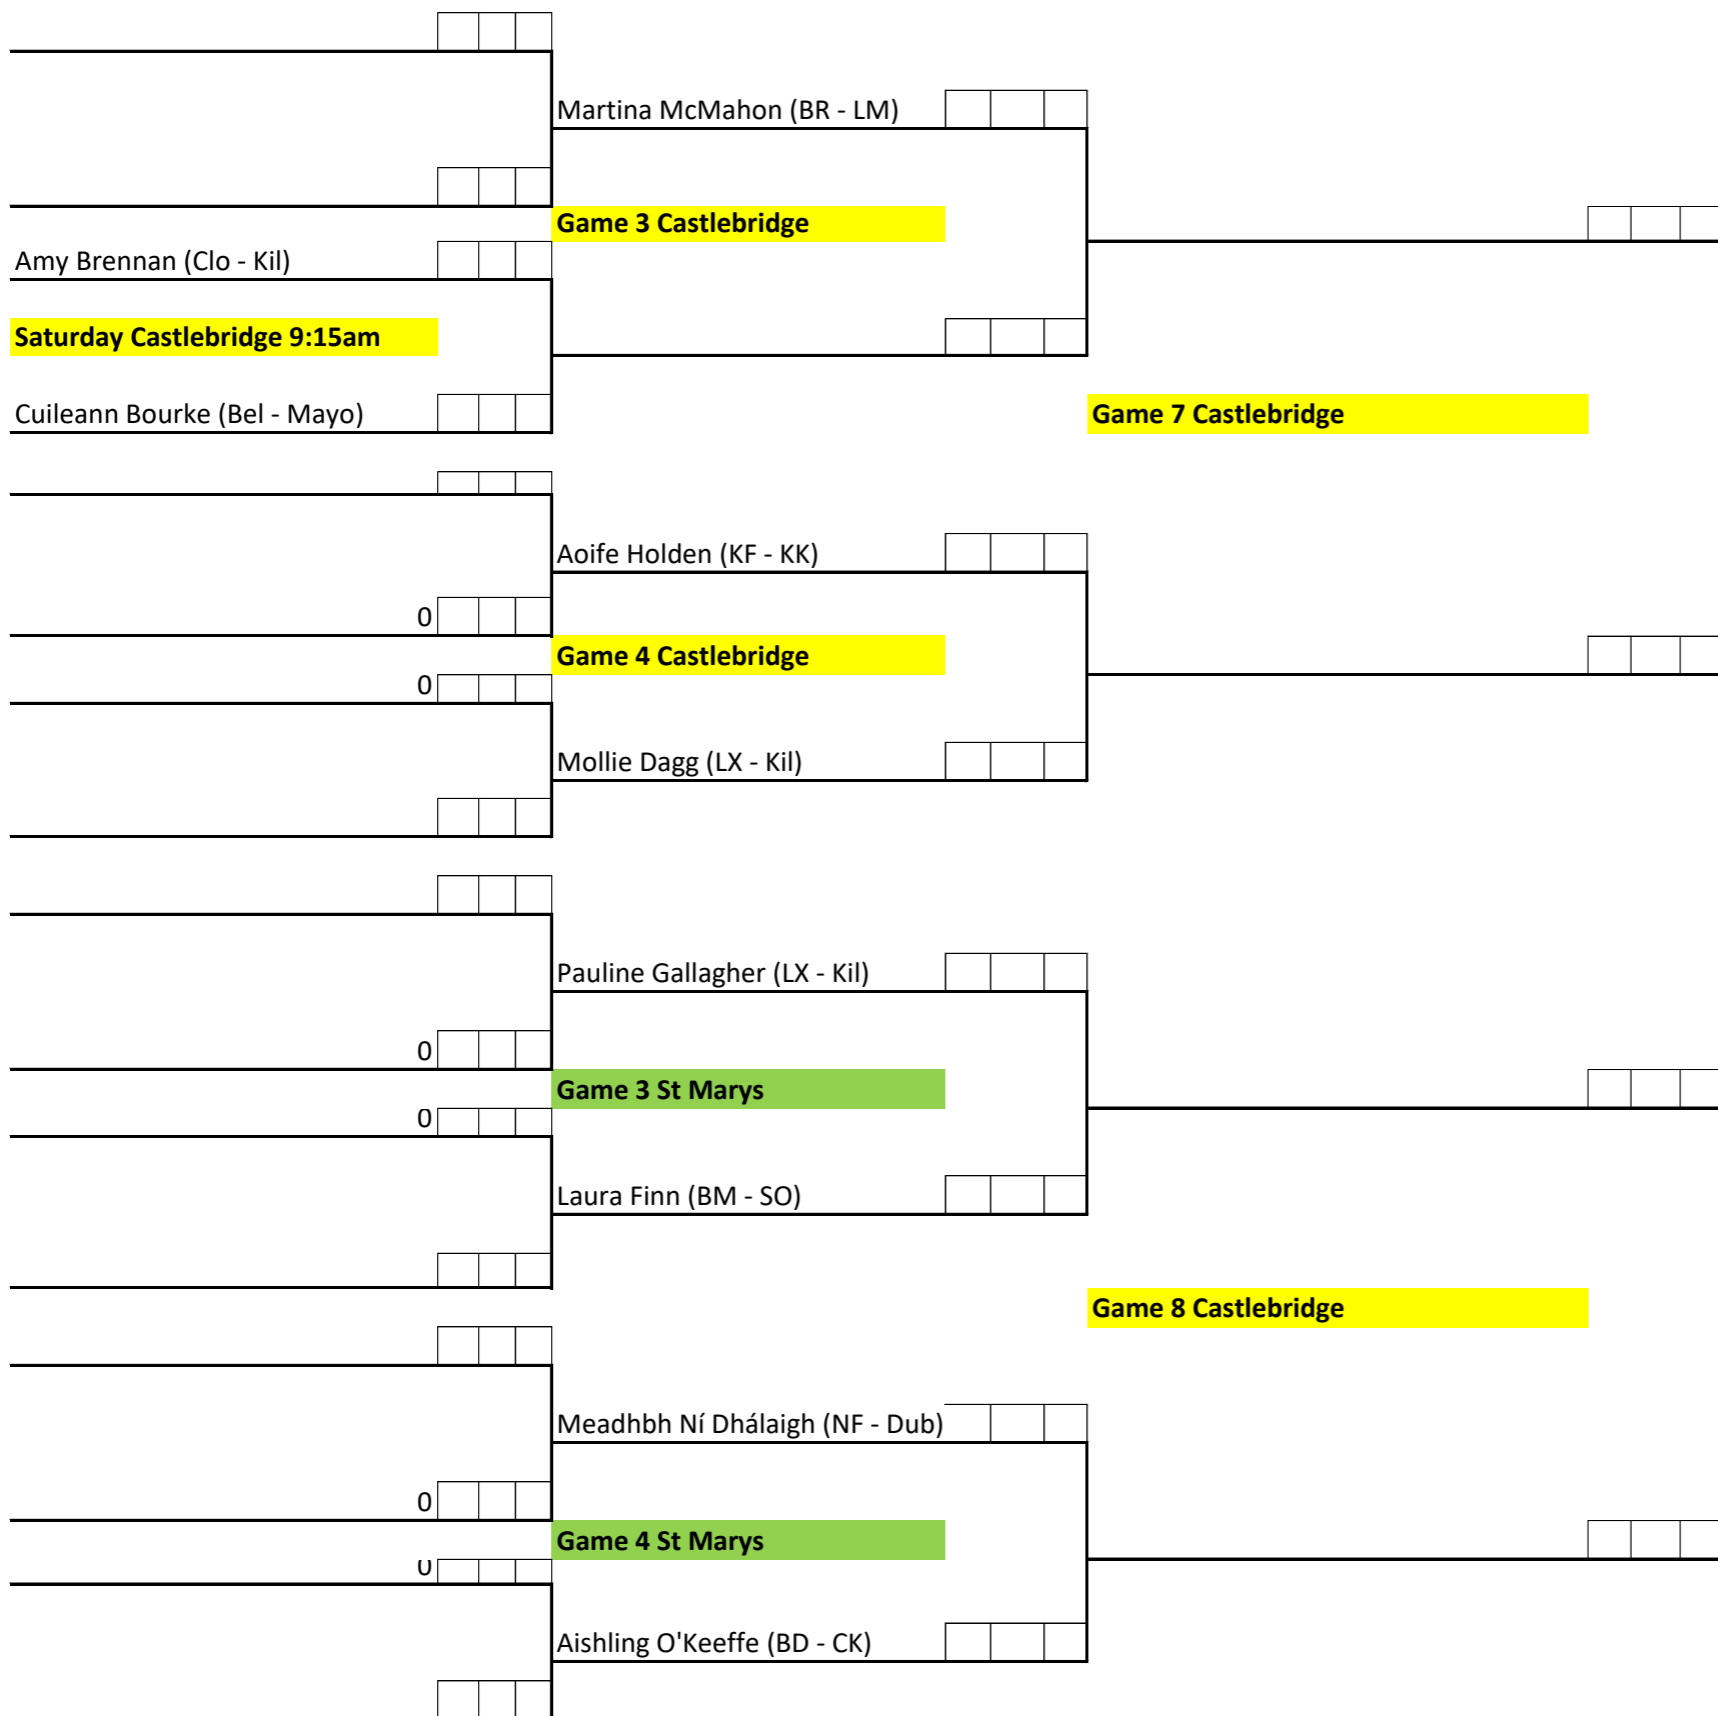 Martina McMahon (BR - LM)
Game 3 Castlebridge
Amy Brennan (Clo - Kil)
Saturday Castlebridge 9:15am
Cuileann Bourke (Bel - Mayo)
Game 7 Castlebridge
Aoife Holden (KF - KK)
0
Game 4 Castlebridge
0
Mollie Dagg (LX - Kil)
Pauline Gallagher (LX - Kil)
0
Game 3 St Marys
0
Laura Finn (BM - SO)
Game 8 Castlebridge
Meadhbh Ní Dhálaigh (NF - Dub)
0
Game 4 St Marys
0
Aishling O'Keeffe (BD - CK)